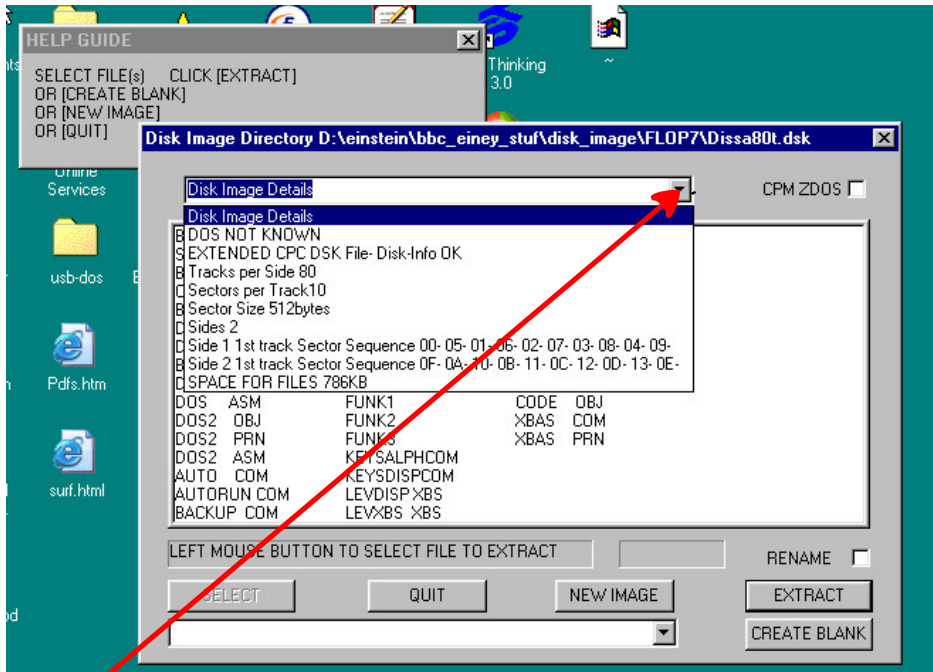 HELP GUIDE
SELECT FILE(s) CLICK [EXTRACT]
OR [CREATE BLANK]
OR [NEW IMAGE]
OR [QUIT]
Thinking
3.0
~
Disk Image Directory D:\einstein\bbc_einey_stuf\disk_image\FLOP7\Dissa80t.dsk
Online
Services
usb-dos
Pdfs.htm
surf.html
Disk Image Details
CPM ZDOS
Disk Image Details
DOS NOT KNOWN
EXTENDED CPC DSK File- Disk-Info OK
Tracks per Side 80
Sectors per Track10
Sector Size 512bytes
Sides 2
Side 1 1st track Sector Sequence 00- 05- 01- 06- 02- 07- 03- 08- 04- 09-
Side 2 1st track Sector Sequence 0F- 0A- 10- 0B- 11- 0C- 12- 0D- 13- 0E-
SPACE FOR FILES 786KB
DOS ASM FUNK1 CODE OBJ
DOS2 OBJ FUNK2 XBAS COM
DOS2 PRN FUNK3 XBAS PRN
DOS2 ASM KEYSALPHCOM
AUTO COM KEYSDISPCOM
AUTORUN COM LEVDISP XBS
BACKUP COM LEVXBS XBS
LEFT MOUSE BUTTON TO SELECT FILE TO EXTRACT
RENAME
SELECT QUIT NEW IMAGE EXTRACT
CREATE BLANK